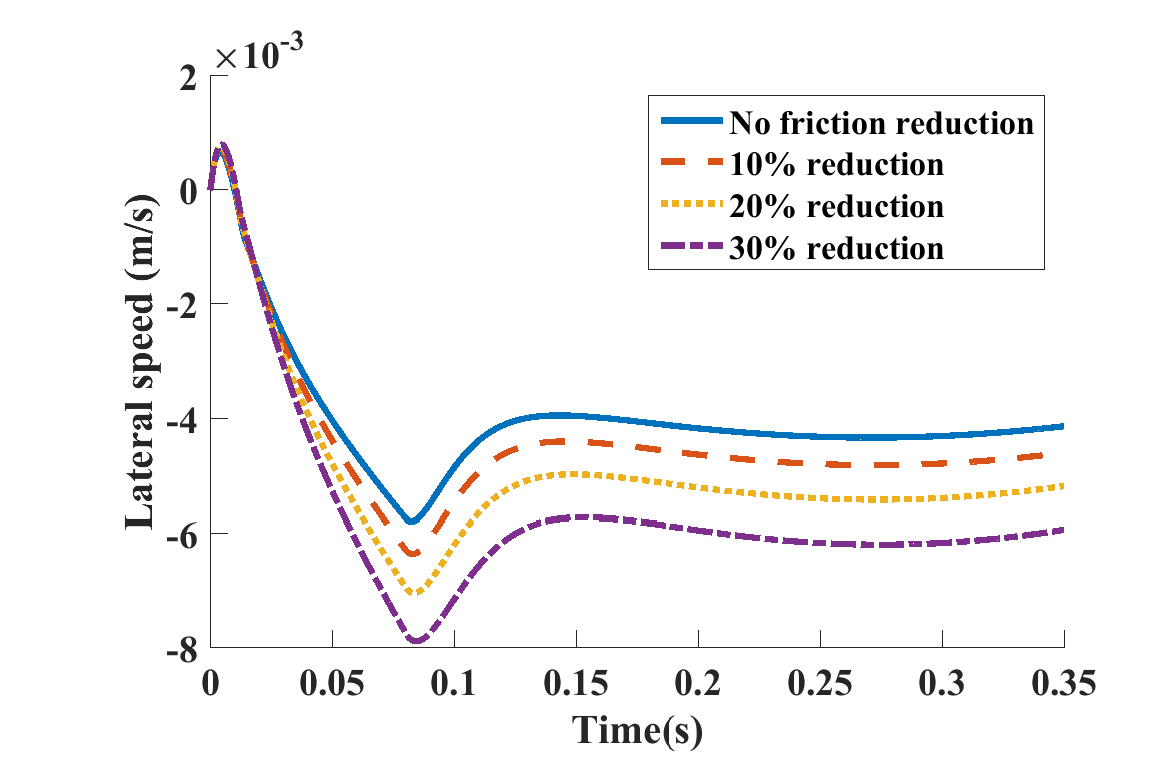 ×10-3
2
0
-2
-4
-6
-8
Lateral speed (m/s)
No friction reduction
10% reduction
20% reduction
30% reduction
0 0.05 0.1 0.15 0.2 0.25 0.3 0.35
Time(s)